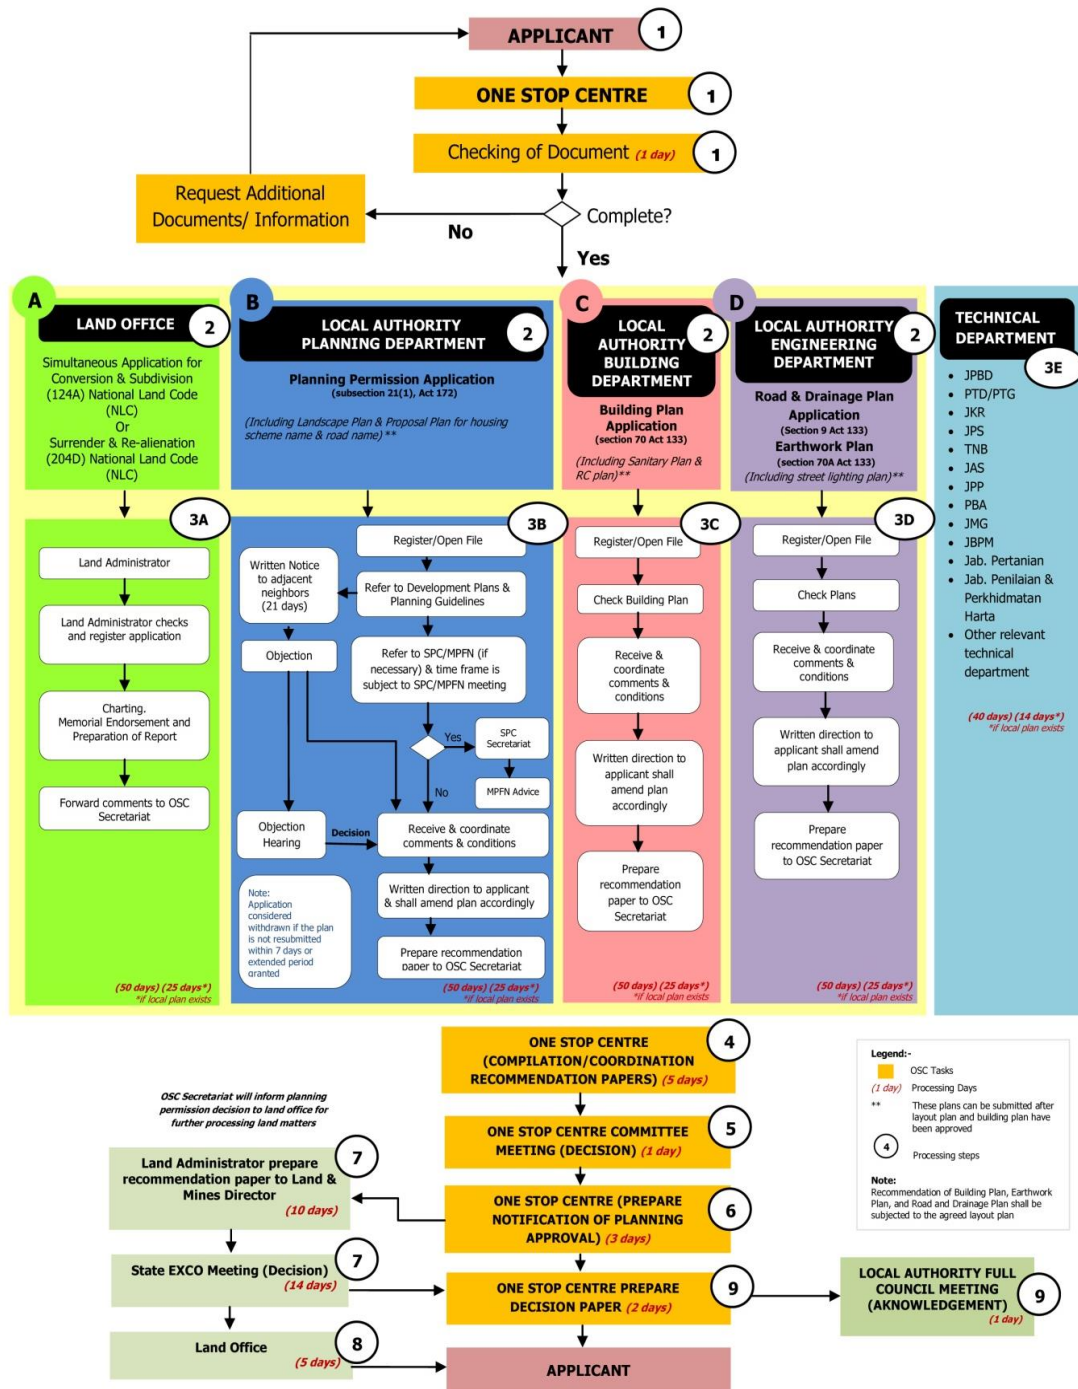 APPLICANT
1
ONE STOP CENTRE
1
Checking of Document (1 day)
1
Request Additional
Documents/ Information
No
Complete?
Yes
A
LAND OFFICE
2
Simultaneous Application for
Conversion & Subdivision
(124A) National Land Code
(NLC)
Or
Surrender & Re-alienation
(204D) National Land Code
(NLC)
B
LOCAL AUTHORITY
PLANNING DEPARTMENT
2
Planning Permission Application
(subsection 21(1), Act 172)
(Including Landscape Plan & Proposal Plan for housing
scheme name & road name) **
C
LOCAL
AUTHORITY
BUILDING
DEPARTMENT
2
Building Plan
Application
(section 70 Act 133)
(Including Sanitary Plan &
RC plan)**
D
LOCAL AUTHORITY
ENGINEERING
DEPARTMENT
2
Road & Drainage Plan
Application
(Section 9 Act 133)
Earthwork Plan
(section 70A Act 133)
(Including street lighting plan)**
TECHNICAL
DEPARTMENT
3E
• JPBD
• PTD/PTG
• JKR
• JPS
• TNB
• JAS
• JPP
• PBA
• JMG
• JBPM
• Jab. Pertanian
• Jab. Penilaian &
Perkhidmatan
Harta
• Other relevant
technical
department
(40 days) (14 days*)
*if local plan exists
3A
Land Administrator
Land Administrator checks
and register application
Charting.
Memorial Endorsement and
Preparation of Report
Forward comments to OSC
Secretariat
(50 days) (25 days*)
*if local plan exists
3B
Register/Open File
Written Notice
to adjacent
neighbors
(21 days)
Refer to Development Plans &
Planning Guidelines
Objection
Refer to SPC/MPFN (if
necessary) & time frame is
subject to SPC/MPFN meeting
Yes
SPC
Secretariat
MPFN Advice
No
Objection
Hearing
Decision
Receive & coordinate
comments & conditions
Note:
Application
considered
withdrawn if the plan
is not resubmitted
within 7 days or
extended period
granted
Written direction to applicant
& shall amend plan accordingly
Prepare recommendation
paper to OSC Secretariat
(50 days) (25 days*)
*if local plan exists
3C
Register/Open File
Check Building Plan
Receive &
coordinate
comments &
conditions
Written direction to
applicant shall
amend plan
accordingly
Prepare
recommendation
paper to OSC
Secretariat
(50 days) (25 days*)
*if local plan exists
3D
Register/Open File
Check Plans
Receive & coordinate
comments &
conditions
Written direction to
applicant shall amend
plan accordingly
Prepare
recommendation paper
to OSC Secretariat
(50 days) (25 days*)
*if local plan exists
ONE STOP CENTRE
(COMPILATION/COORDINATION
RECOMMENDATION PAPERS) (5 days)
4
ONE STOP CENTRE COMMITTEE
MEETING (DECISION) (1 day)
5
OSC Secretariat will inform planning
permission decision to land office for
further processing land matters
Land Administrator prepare
recommendation paper to Land &
Mines Director
(10 days)
7
ONE STOP CENTRE (PREPARE
NOTIFICATION OF PLANNING
APPROVAL) (3 days)
6
State EXCO Meeting (Decision)
(14 days)
7
ONE STOP CENTRE PREPARE
DECISION PAPER (2 days)
9
LOCAL AUTHORITY FULL
COUNCIL MEETING
(AKNOWLEDGEMENT)
(1 day)
9
Land Office
(5 days)
8
APPLICANT
Legend:-
OSC Tasks
(1 day) Processing Days
** These plans can be submitted after
layout plan and building plan have
been approved
4 Processing steps
Note:
Recommendation of Building Plan, Earthwork
Plan, and Road and Drainage Plan shall be
subjected to the agreed layout plan